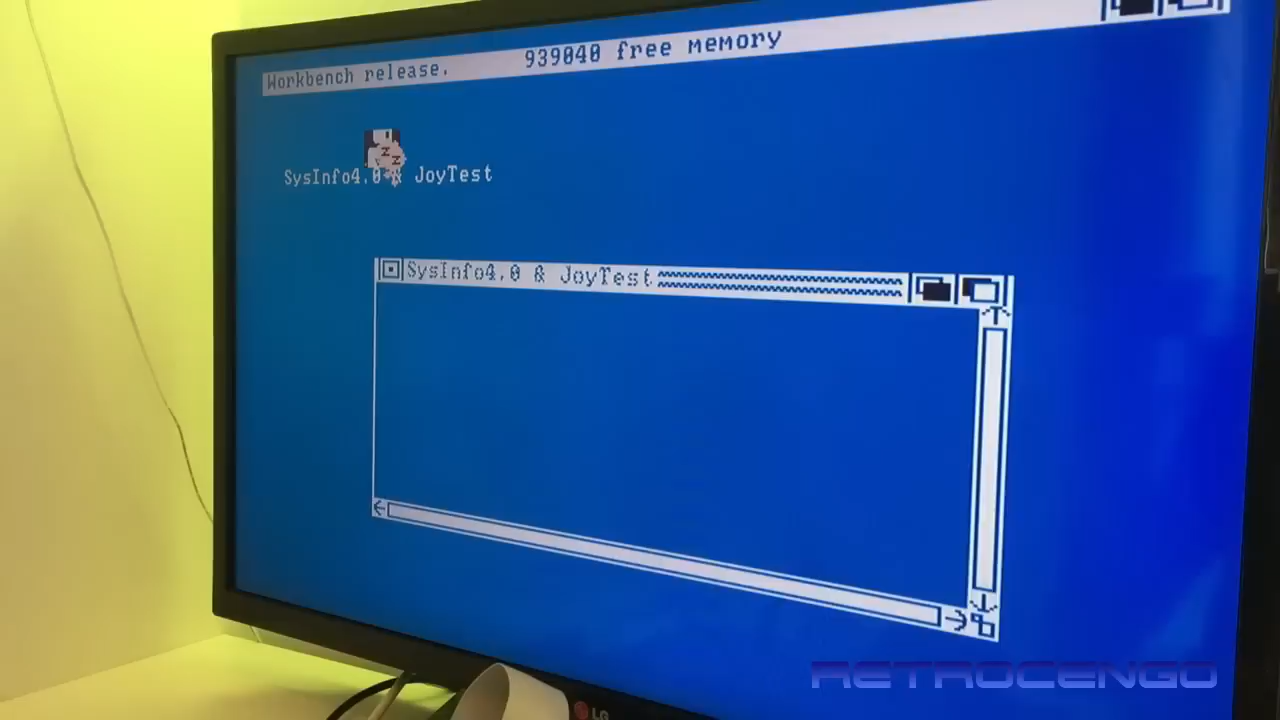 Workbench release. 939040 free memory
SysInfo4.0 & JoyTest
SysInfo4.0 & JoyTest
RETROCENGO
LG